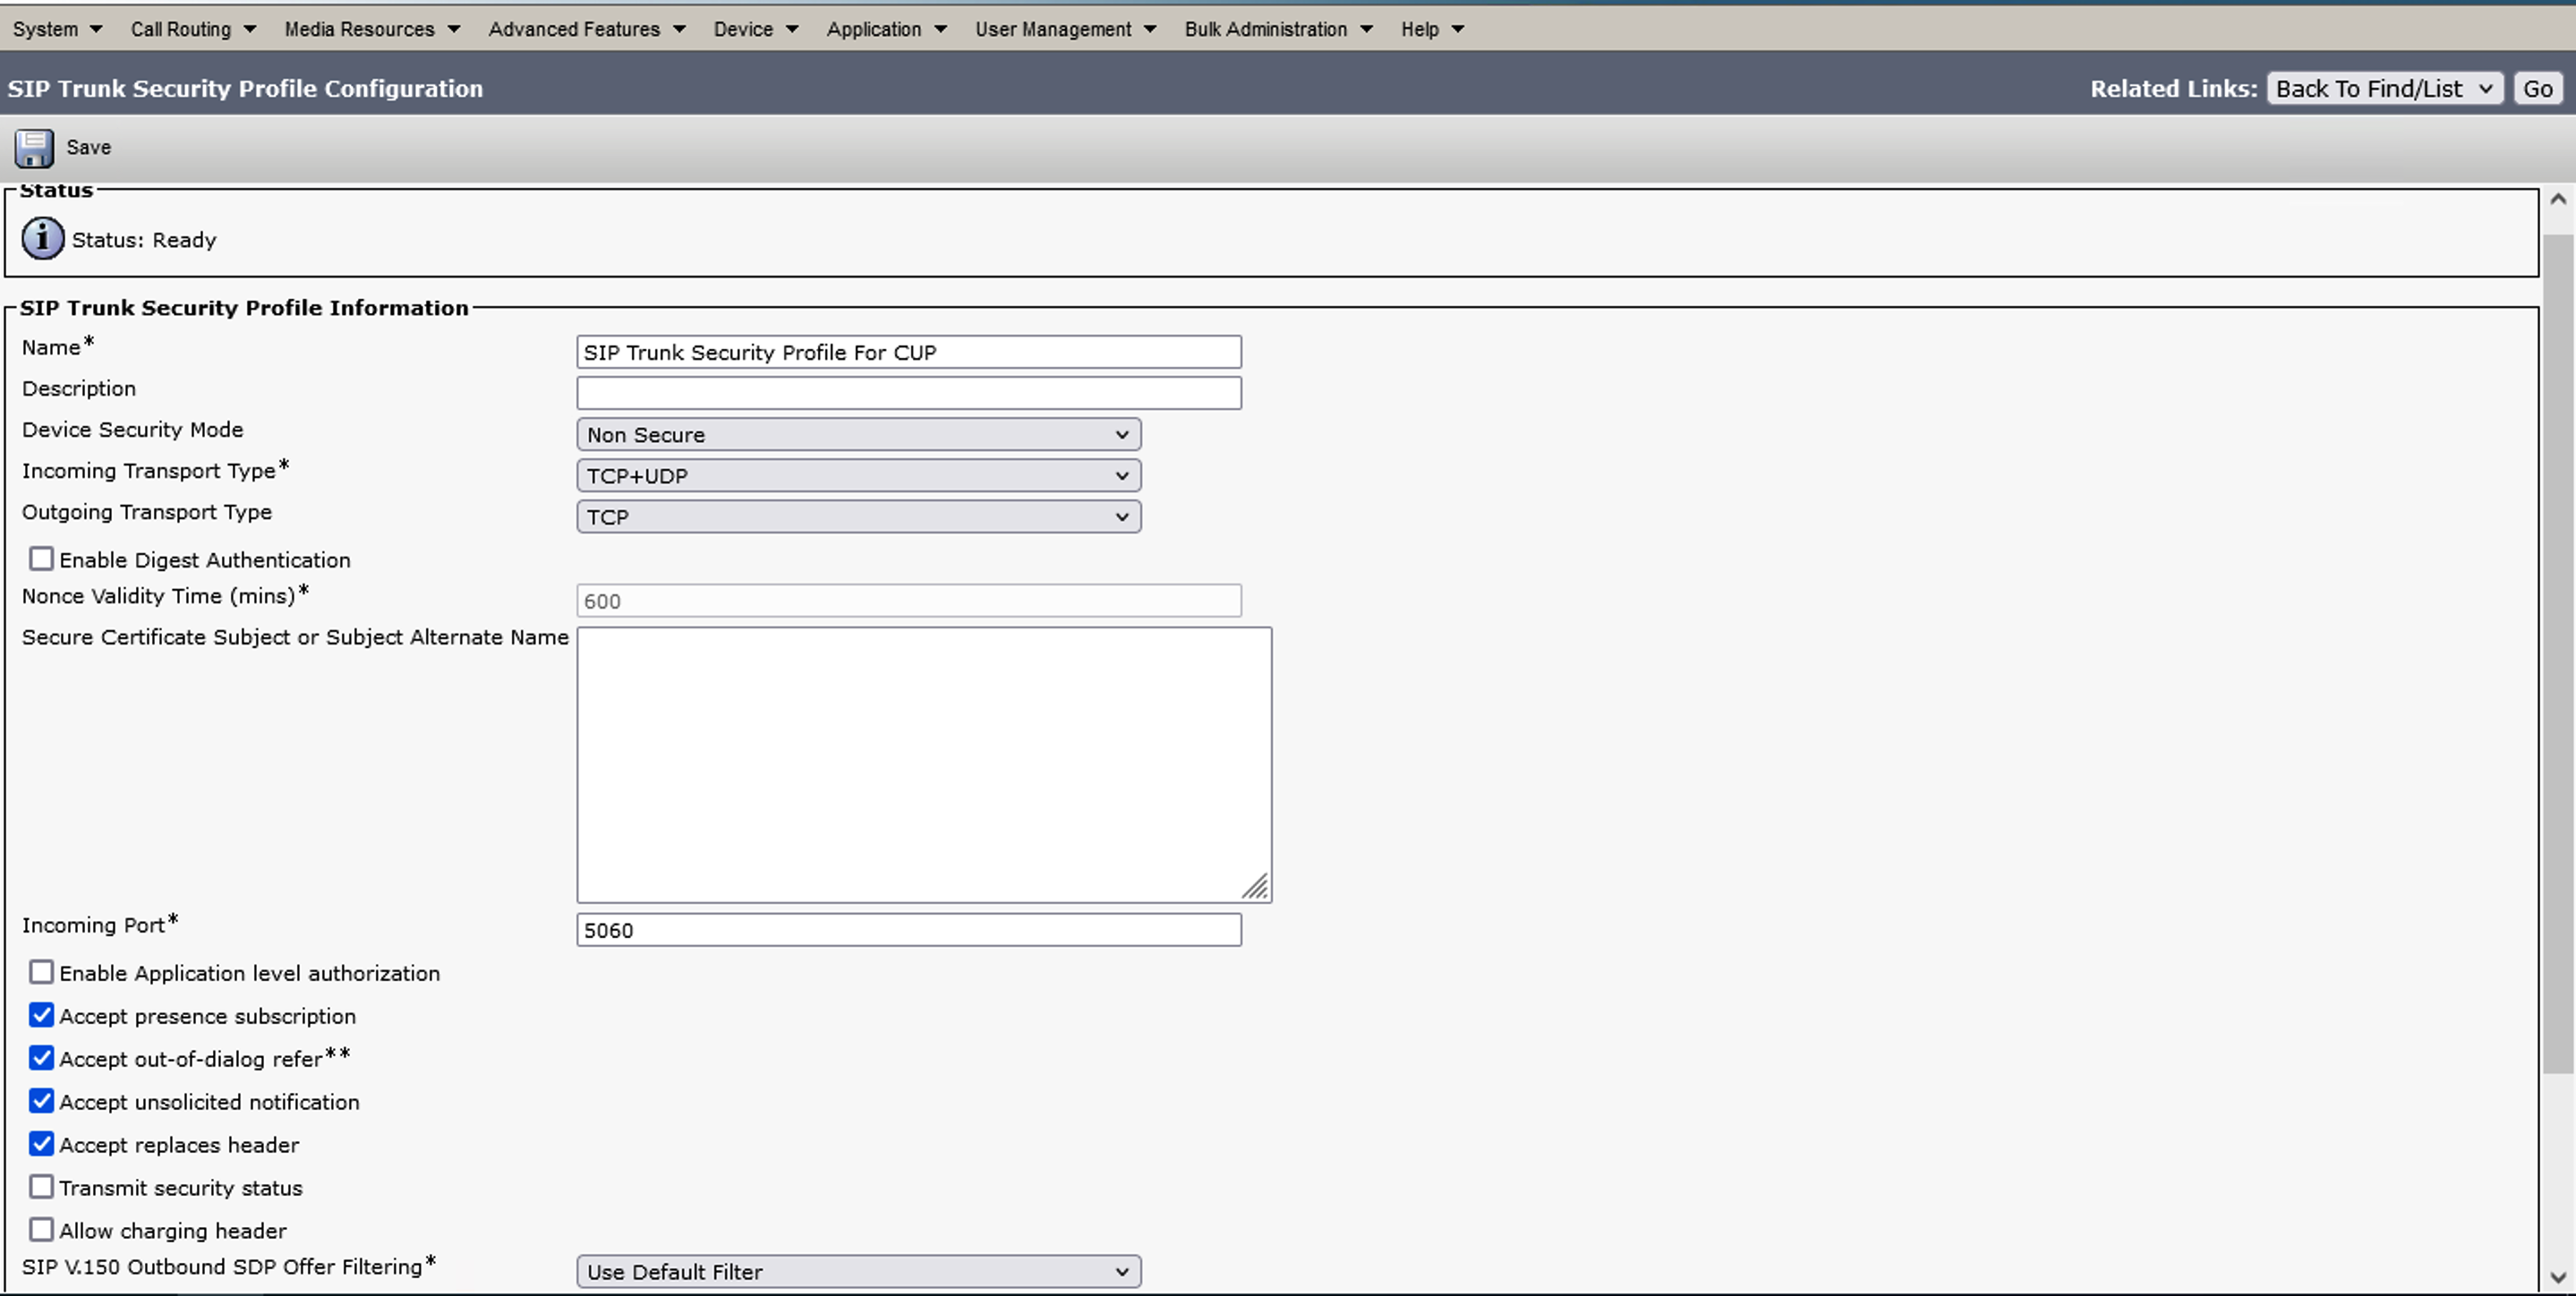 System Call Routing Media Resources Advanced Features Device Application User Management Bulk Administration Help
SIP Trunk Security Profile Configuration Related Links: Back To Find/List Go
Save
Status
Status: Ready
SIP Trunk Security Profile Information
Name* SIP Trunk Security Profile For CUP
Description
Device Security Mode Non Secure
Incoming Transport Type* TCP+UDP
Outgoing Transport Type TCP
Enable Digest Authentication
Nonce Validity Time (mins)* 600
Secure Certificate Subject or Subject Alternate Name
Incoming Port* 5060
Enable Application level authorization
Accept presence subscription
Accept out-of-dialog refer**
Accept unsolicited notification
Accept replaces header
Transmit security status
Allow charging header
SIP V.150 Outbound SDP Offer Filtering* Use Default Filter